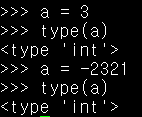 >>> a = 3
>>> type(a)
<type 'int'>
>>> a = -2321
>>> type(a)
<type 'int'>